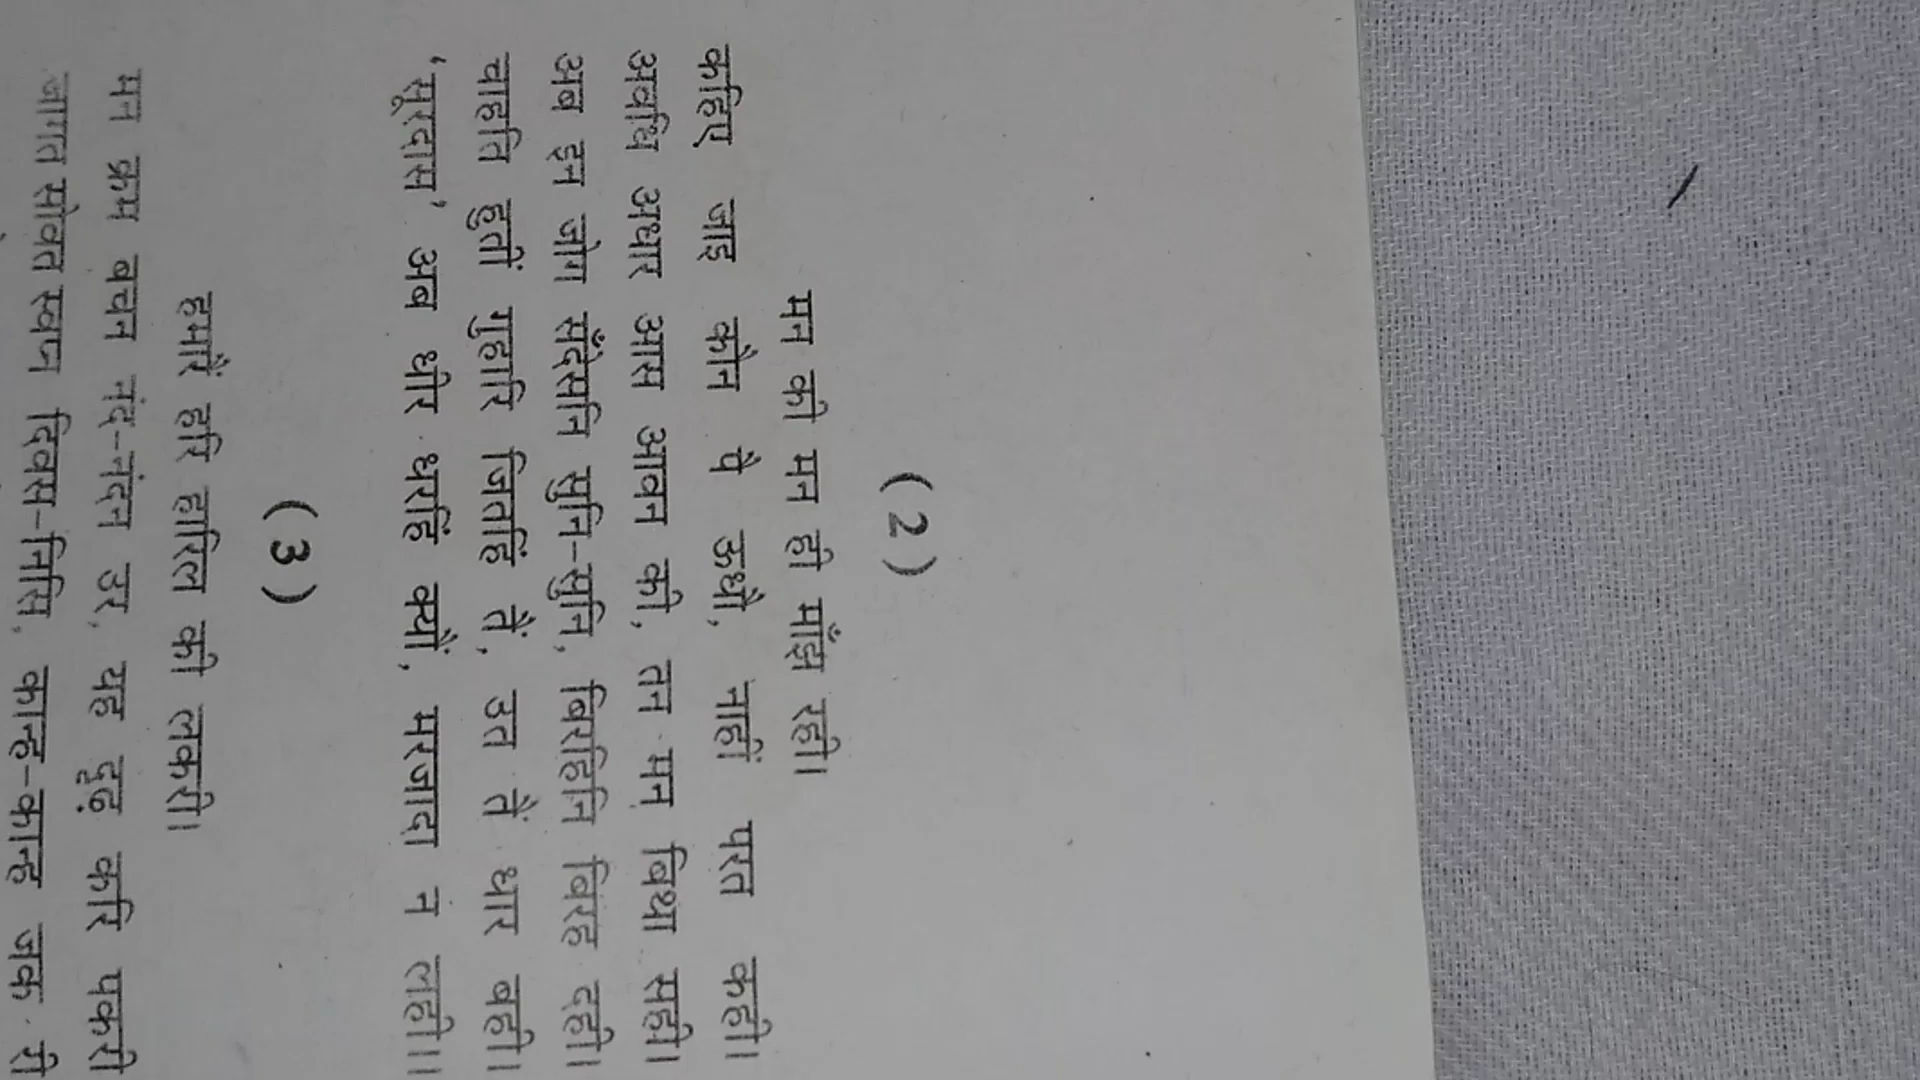 (2)
मन की मन ही माँझ रही।
कहिए जाइ कौन पै ऊधौ, नाहीं परत कही।
अवधि अधार आस आवन की, तन मन बिथा सही।
अब इन जोग सँदेसनि सुनि-सुनि, बिरहिनि बिरह दही।
चाहति हुतीं गुहारि जितहिं तैं, उत तैं धार बही।
‘सूरदास’ अब धीर धरहिं क्यौं, मरजादा न लही।।
(3)
हमारैं हरि हारिल की लकरी।
मन क्रम बचन नंद-नंदन उर, यह दृढ़ करि पकरी
जागत सोवत स्वप्न दिवस-निसि, कान्ह-कान्ह जक री